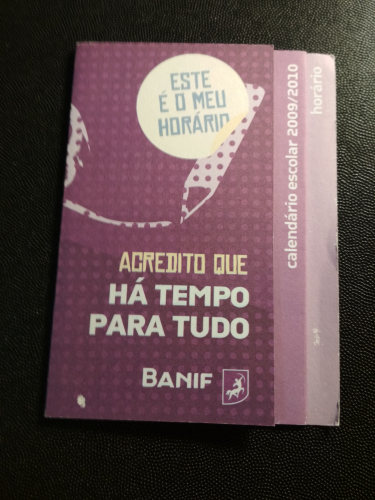 ESTE
É O MEU
HORÁRIO
ACREDITO QUE
HÁ TEMPO
PARA TUDO
BANIF
calendário escolar 2009/2010
horário